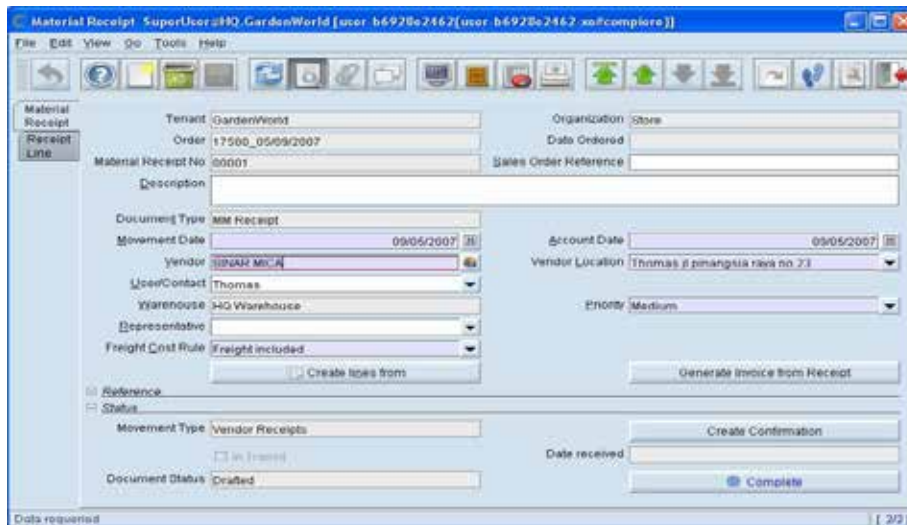 Material Receipt SuperUser@HQ.GardenWorld [user-b6928e2462{user-b6928e2462-xe#compiere}]
File Edit View Go Tools Help
Material Receipt
Receipt Line
Tenant GardenWorld Organization Store
Order 17500_05/09/2007 Date Ordered
Material Receipt No 00001 Sales Order Reference
Description
Document Type MM Receipt
Movement Date 09/05/2007 Account Date 09/05/2007
Vendor SINAR MICA Vendor Location Thomas jl pinangsia raya no 23
User/Contact Thomas
Warehouse HQ Warehouse Priority Medium
Representative
Freight Cost Rule Freight included
Create lines from Generate Invoice from Receipt
Reference
Status
Movement Type Vendor Receipts Create Confirmation
In Transit Date received
Document Status Drafted Complete
Data requeried [ 2/2